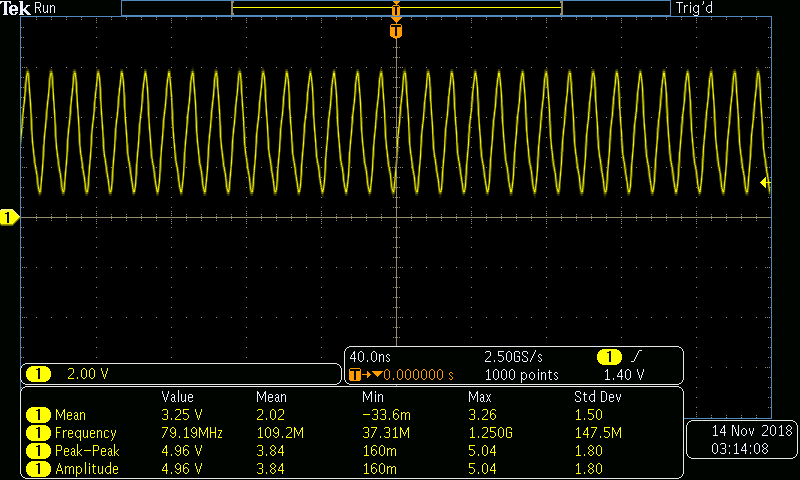 Tek Run Trig'd
T
T
1
40.0ns 2.50GS/s 1
T→▼0.000000 s 1000 points 1.40 V
1 2.00 V
Value Mean Min Max Std Dev
1 Mean 3.25 V 2.02 −33.6m 3.26 1.50
1 Frequency 79.19MHz 109.2M 37.31M 1.250G 147.5M
1 Peak-Peak 4.96 V 3.84 160m 5.04 1.80
1 Amplitude 4.96 V 3.84 160m 5.04 1.80
14 Nov 2018
03:14:08